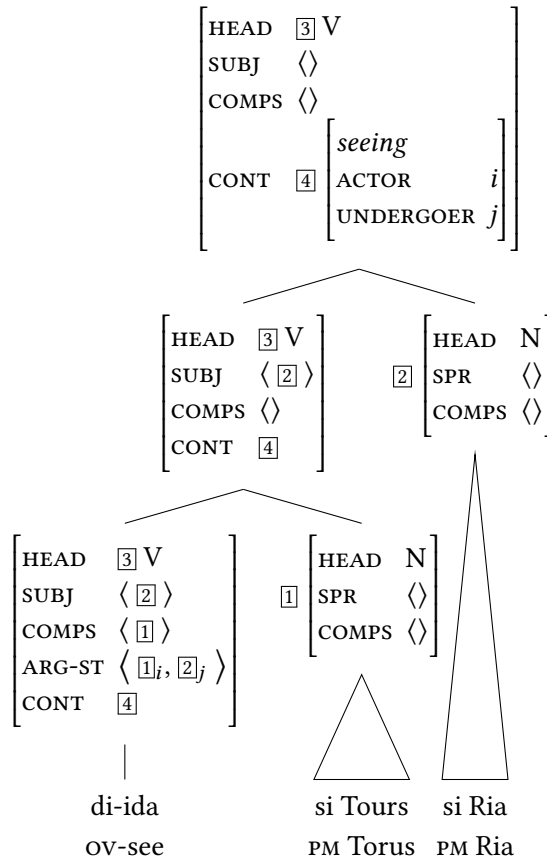 HEAD 3 V
SUBJ ⟨⟩
COMPS ⟨⟩
CONT 4 [seeing
ACTOR i
UNDERGOER j]
HEAD 3 V
SUBJ ⟨ 2 ⟩
COMPS ⟨⟩
CONT 4
2 HEAD N
SPR ⟨⟩
COMPS ⟨⟩
HEAD 3 V
SUBJ ⟨ 2 ⟩
COMPS ⟨ 1 ⟩
ARG-ST ⟨ 1 i, 2 j ⟩
CONT 4
1 HEAD N
SPR ⟨⟩
COMPS ⟨⟩
di-ida si Tours si Ria
OV-see PM Torus PM Ria